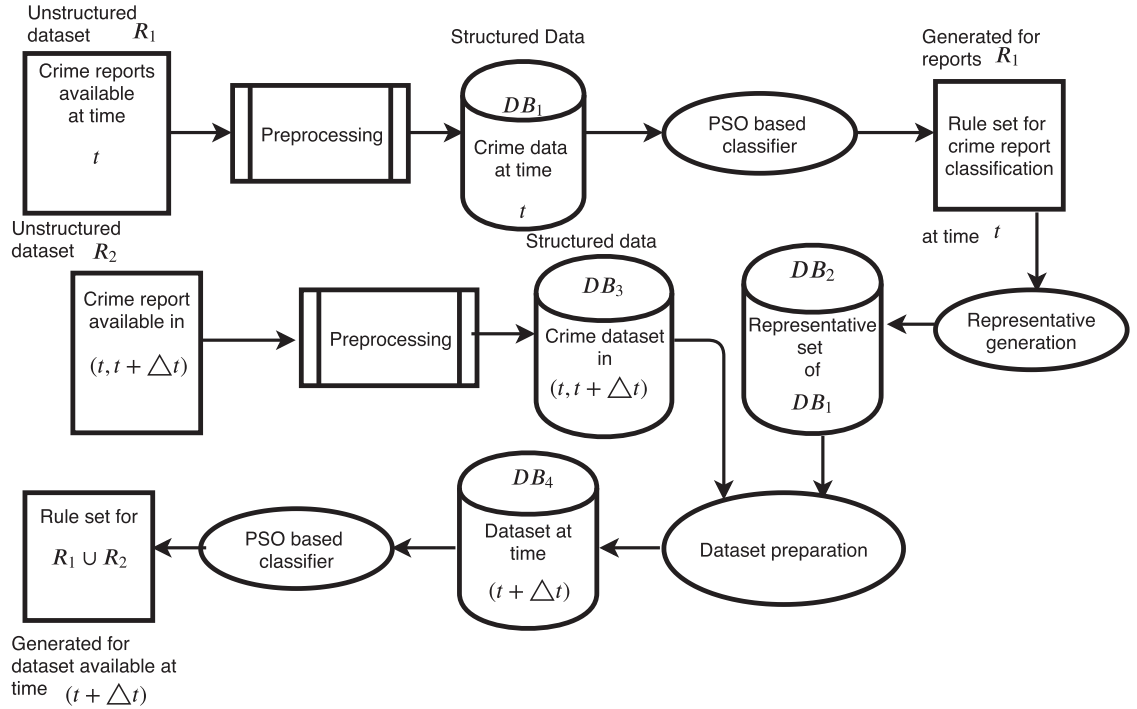 Unstructured
dataset R₁
Crime reports
available
at time
t
Preprocessing
Structured Data
DB₁
Crime data
at time
t
PSO based
classifier
Generated for
reports R₁
Rule set for
crime report
classification
at time t
Unstructured
dataset R₂
Crime report
available in
(t, t + △t)
Preprocessing
Structured data
DB₃
Crime dataset
in
(t, t + △t)
DB₂
Representative
set
of
DB₁
Representative
generation
Rule set for
R₁ ∪ R₂
PSO based
classifier
DB₄
Dataset at
time
(t + △t)
Dataset preparation
Generated for
dataset available at
time (t + △t)